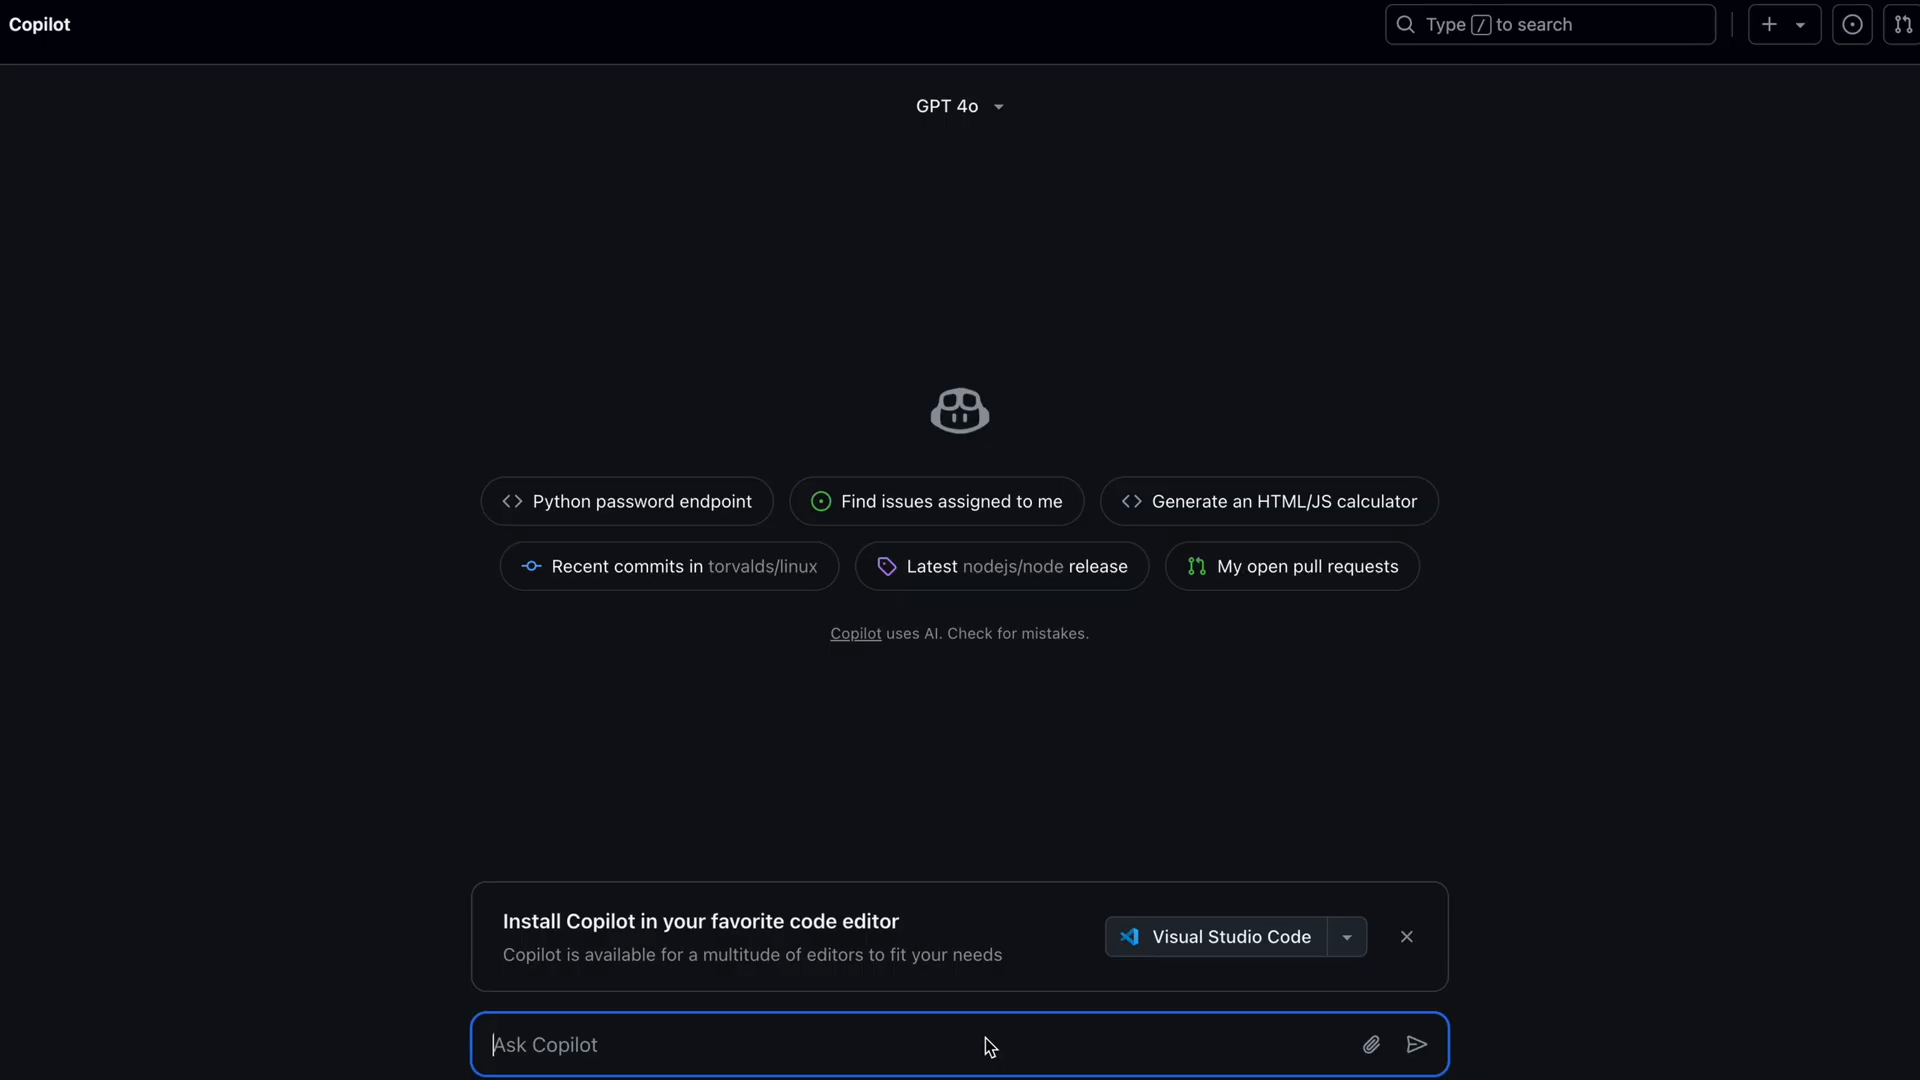 Copilot
Type / to search
GPT 4o
Python password endpoint
Find issues assigned to me
Generate an HTML/JS calculator
Recent commits in torvalds/linux
Latest nodejs/node release
My open pull requests
Copilot uses AI. Check for mistakes.
Install Copilot in your favorite code editor
Copilot is available for a multitude of editors to fit your needs
Visual Studio Code
Ask Copilot